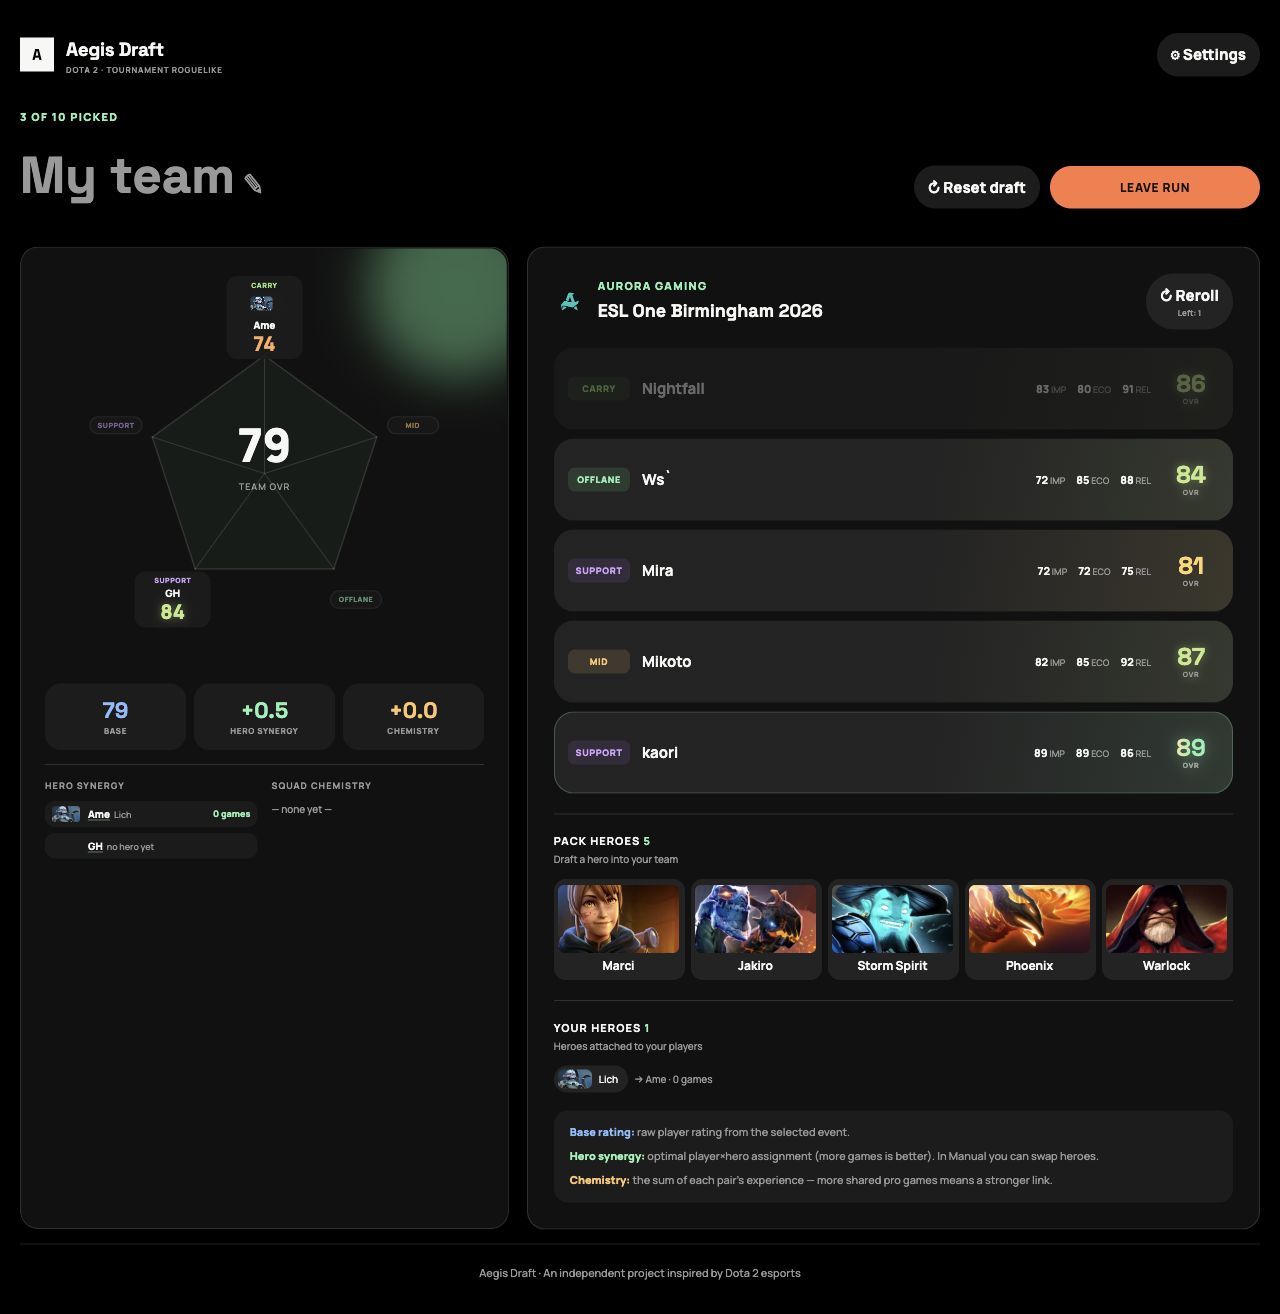 A
Aegis Draft
DOTA 2 · TOURNAMENT ROGUELIKE
⚙ Settings
3 OF 10 PICKED
My team ✎
↻ Reset draft
LEAVE RUN
CARRY
Ame
74
SUPPORT
MID
79
TEAM OVR
SUPPORT
GH
84
OFFLANE
79
BASE
+0.5
HERO SYNERGY
+0.0
CHEMISTRY
HERO SYNERGY
Ame Lich 0 games
GH no hero yet
SQUAD CHEMISTRY
— none yet —
AURORA GAMING
ESL One Birmingham 2026
↻ Reroll
Left: 1
CARRY Nightfall 83 IMP 80 ECO 91 REL 86
OVR
OFFLANE Ws` 72 IMP 85 ECO 88 REL 84
OVR
SUPPORT Mira 72 IMP 72 ECO 75 REL 81
OVR
MID Mikoto 82 IMP 85 ECO 92 REL 87
OVR
SUPPORT kaori 89 IMP 89 ECO 86 REL 89
OVR
PACK HEROES 5
Draft a hero into your team
Marci
Jakiro
Storm Spirit
Phoenix
Warlock
YOUR HEROES 1
Heroes attached to your players
Lich → Ame · 0 games
Base rating: raw player rating from the selected event.
Hero synergy: optimal player×hero assignment (more games is better). In Manual you can swap heroes.
Chemistry: the sum of each pair's experience — more shared pro games means a stronger link.
Aegis Draft · An independent project inspired by Dota 2 esports